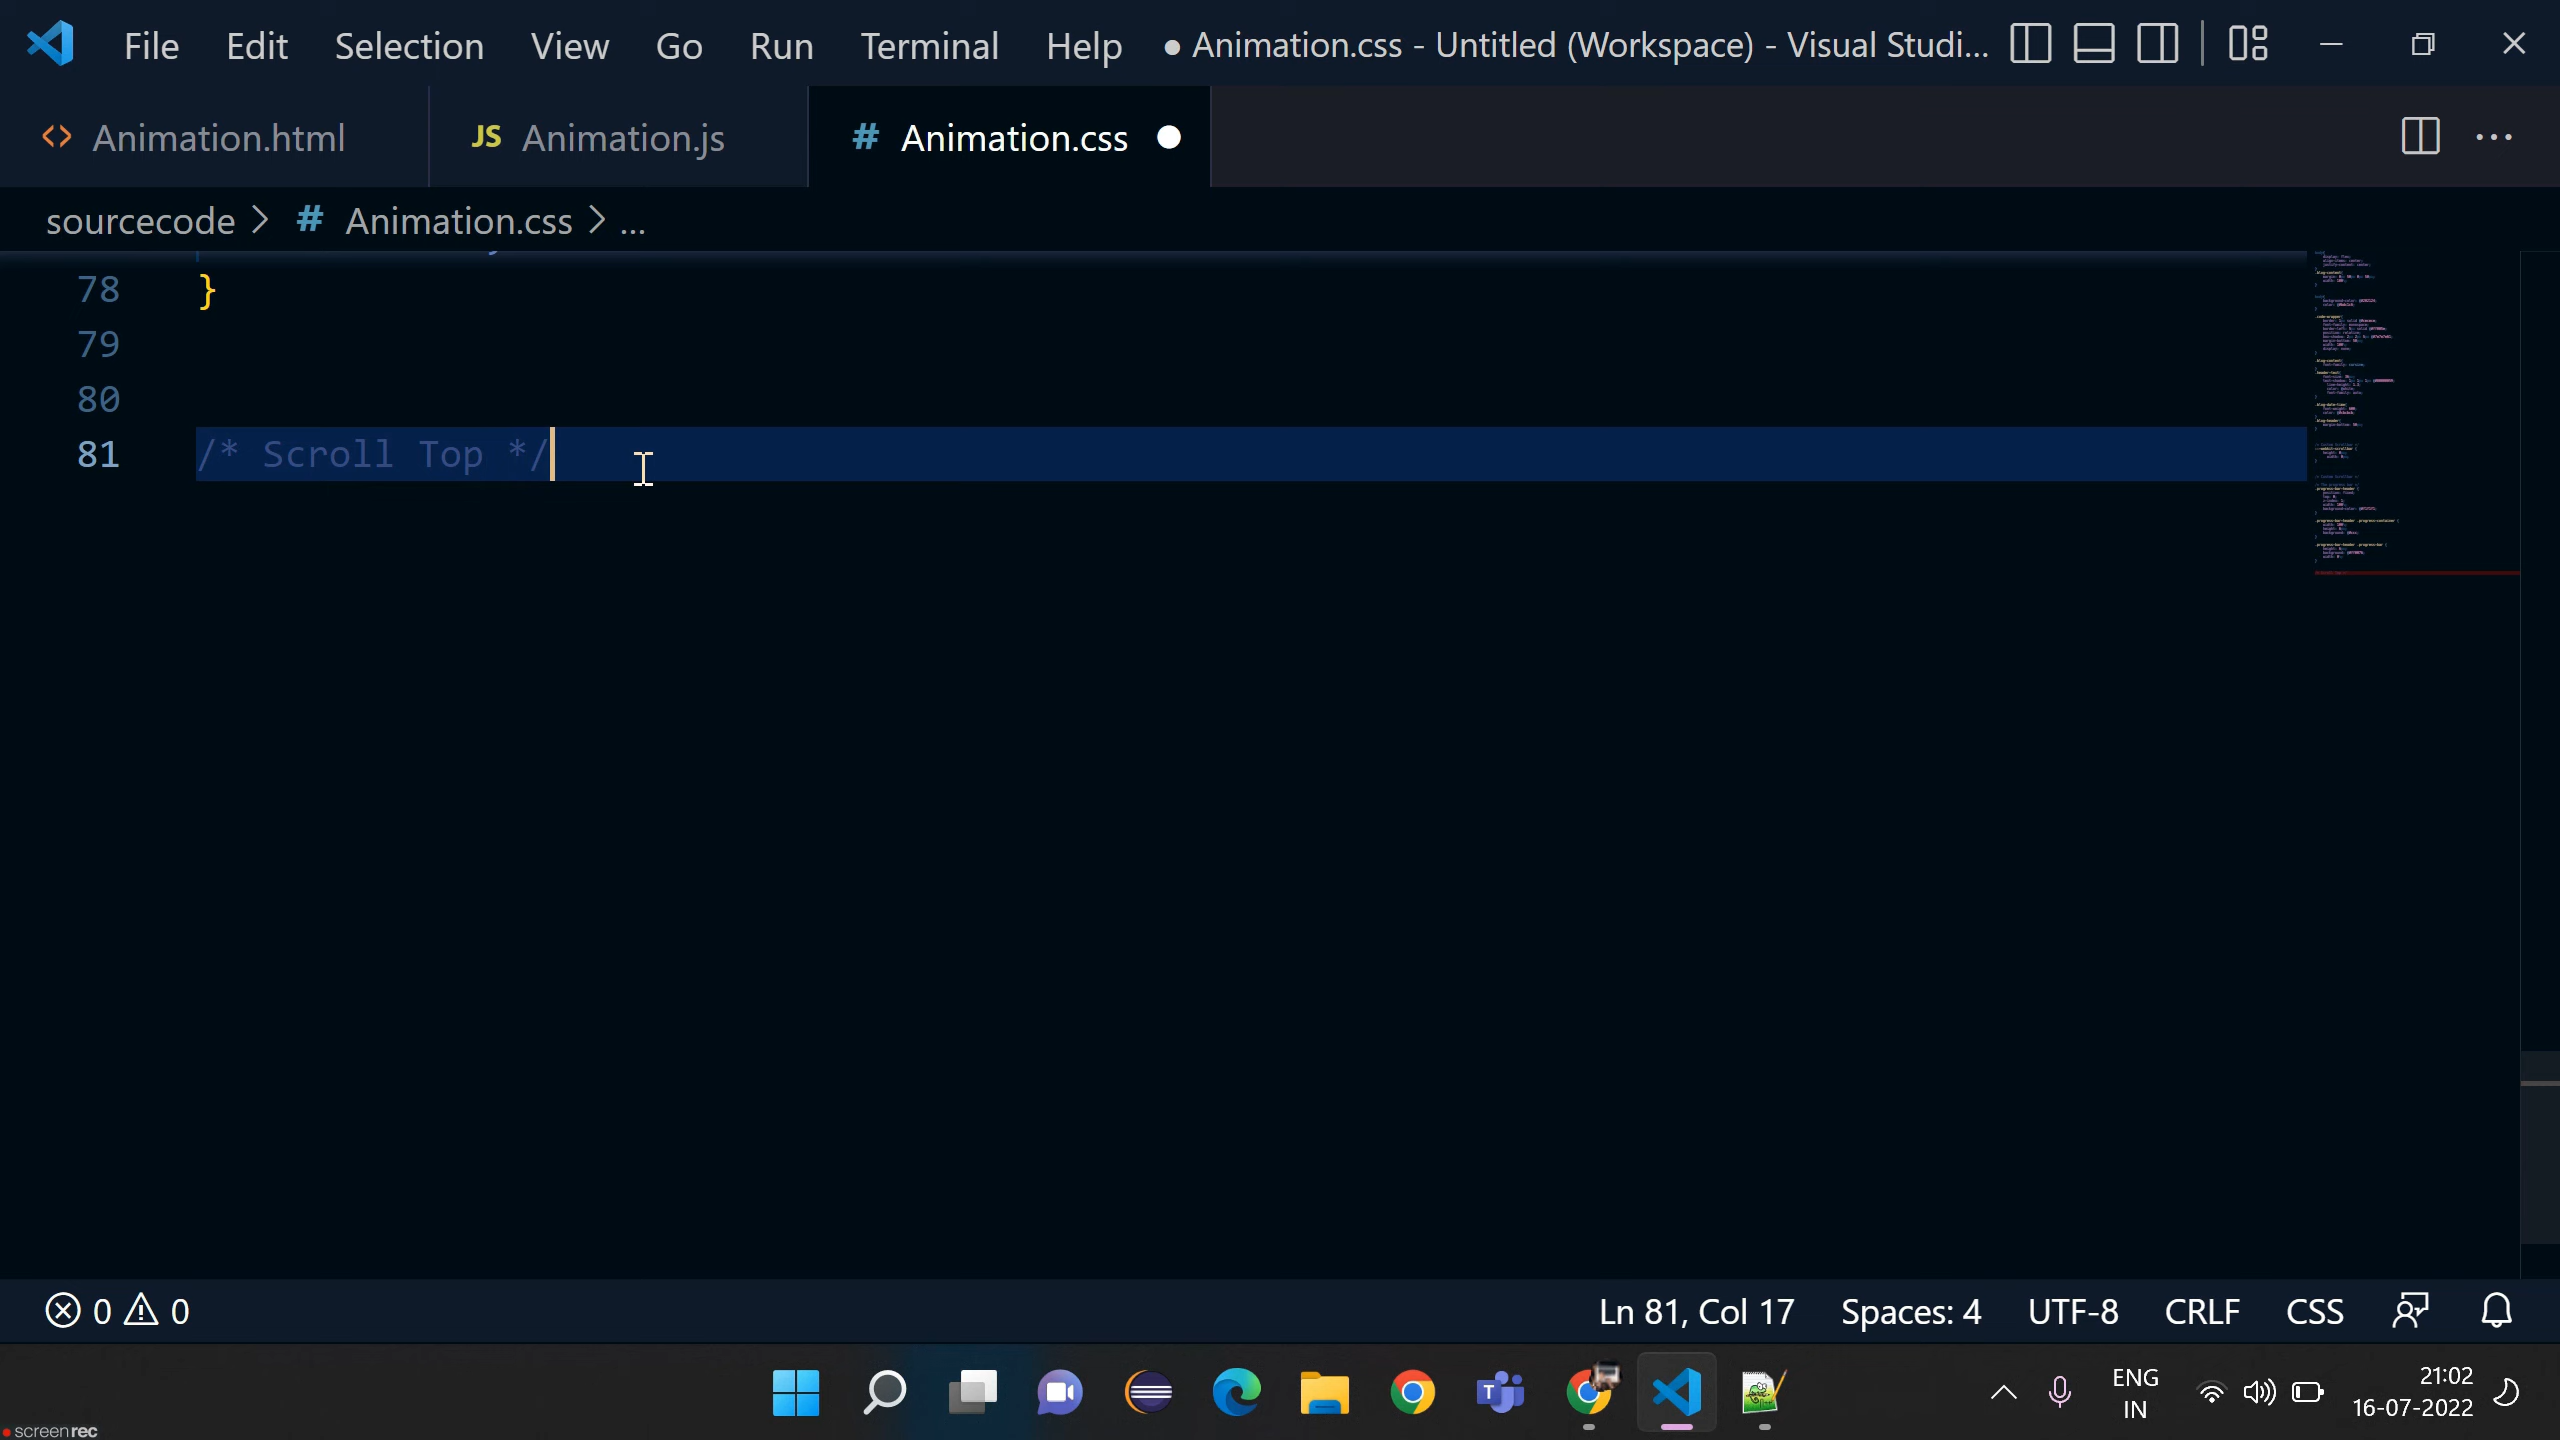 File Edit Selection View Go Run Terminal Help ● Animation.css - Untitled (Workspace) - Visual Studi...
<> Animation.html JS Animation.js # Animation.css
sourcecode > # Animation.css > ...
78 }
79
80
81 /* Scroll Top */
0 0 Ln 81, Col 17 Spaces: 4 UTF-8 CRLF CSS
ENG 21:02
IN 16-07-2022
screenrec